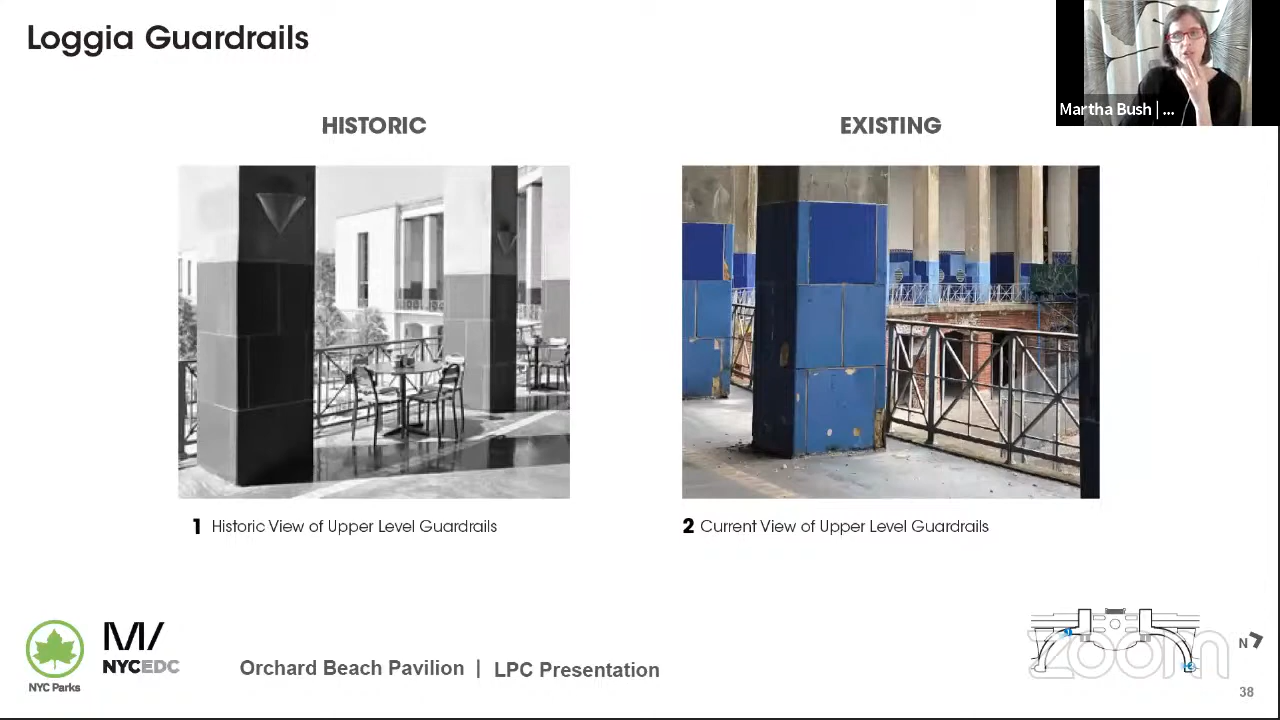 Loggia Guardrails
Martha Bush | ...
HISTORIC
EXISTING
1 Historic View of Upper Level Guardrails
2 Current View of Upper Level Guardrails
NYC Parks
M/
NYCEDC
Orchard Beach Pavilion | LPC Presentation
zoom
N
38